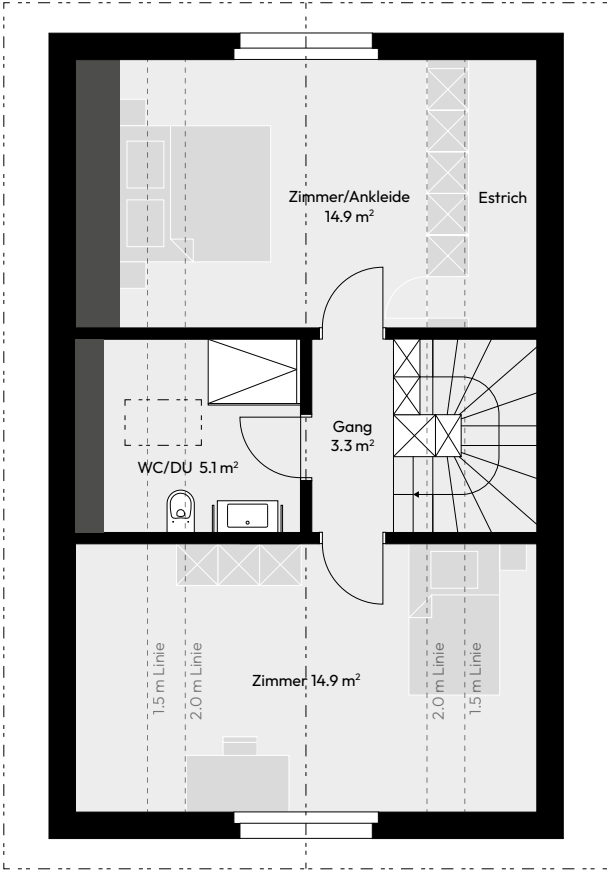 Zimmer/Ankleide
14.9 m²
Estrich
Gang
3.3 m²
WC/DU 5.1 m²
1.5 m Linie
2.0 m Linie
Zimmer 14.9 m²
2.0 m Linie
1.5 m Linie